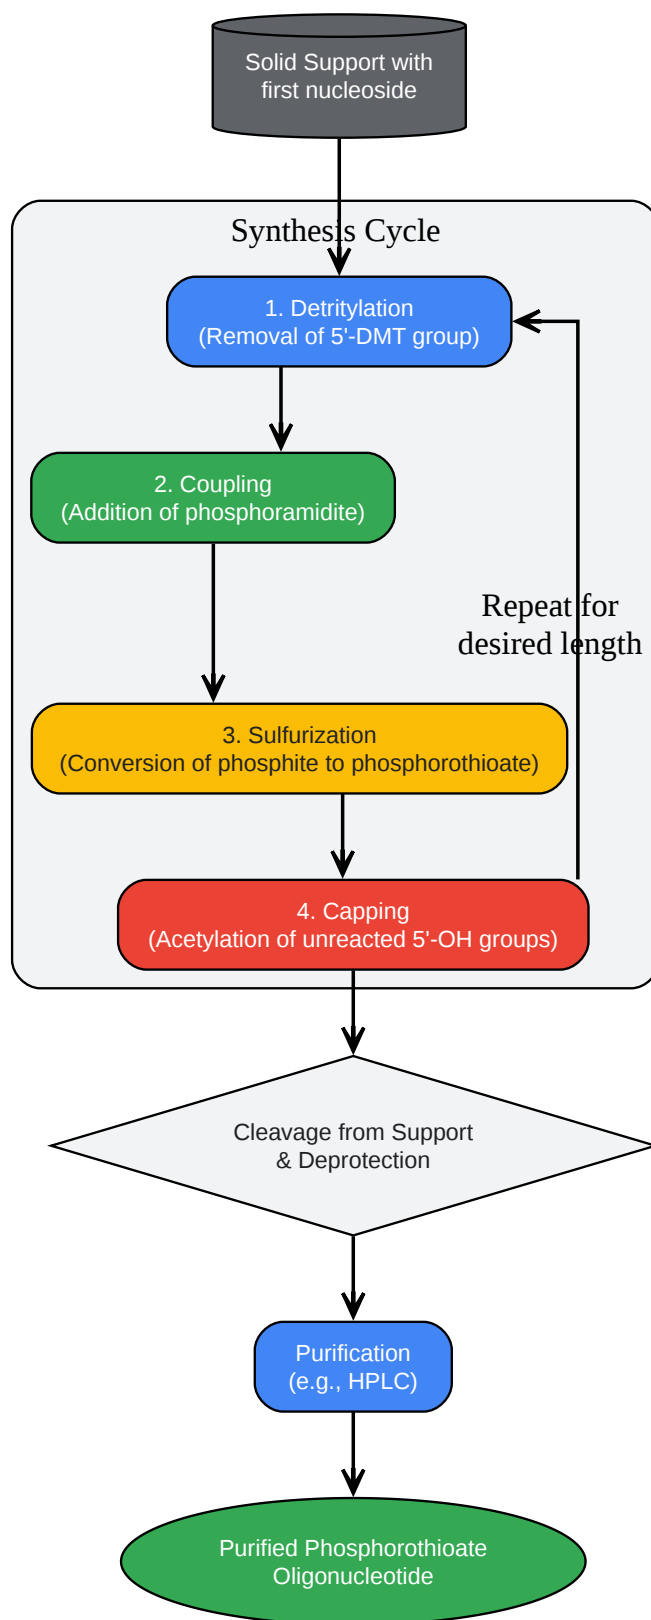 Solid Support with
first nucleoside
Synthesis Cycle
1. Detritylation
(Removal of 5'-DMT group)
2. Coupling
(Addition of phosphoramidite)
Repeat for
desired length
3. Sulfurization
(Conversion of phosphite to phosphorothioate)
4. Capping
(Acetylation of unreacted 5'-OH groups)
Cleavage from Support
& Deprotection
Purification
(e.g., HPLC)
Purified Phosphorothioate
Oligonucleotide